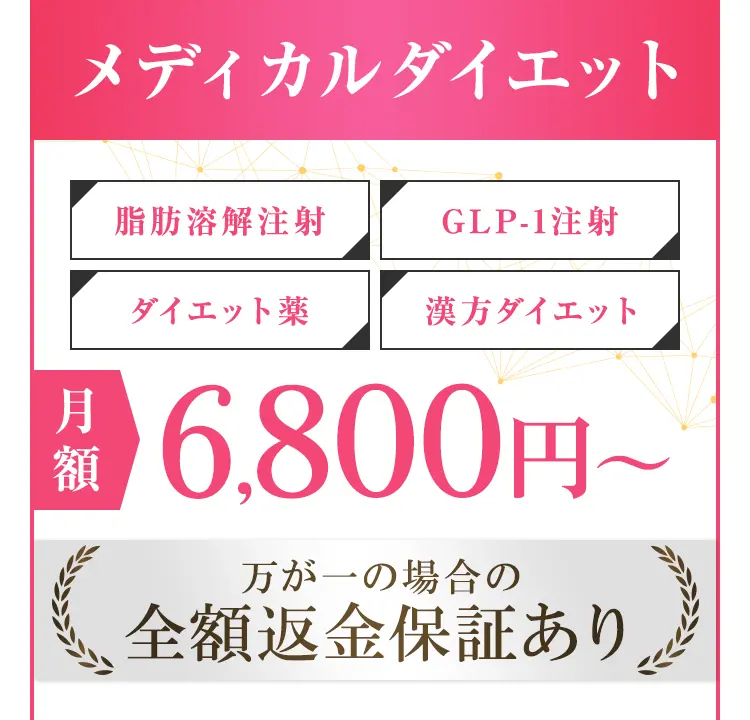 メディカルダイエット
脂肪溶解注射
GLP-1注射
ダイエット薬
漢方ダイエット
月額
6,800円～
万が一の場合の
全額返金保証あり